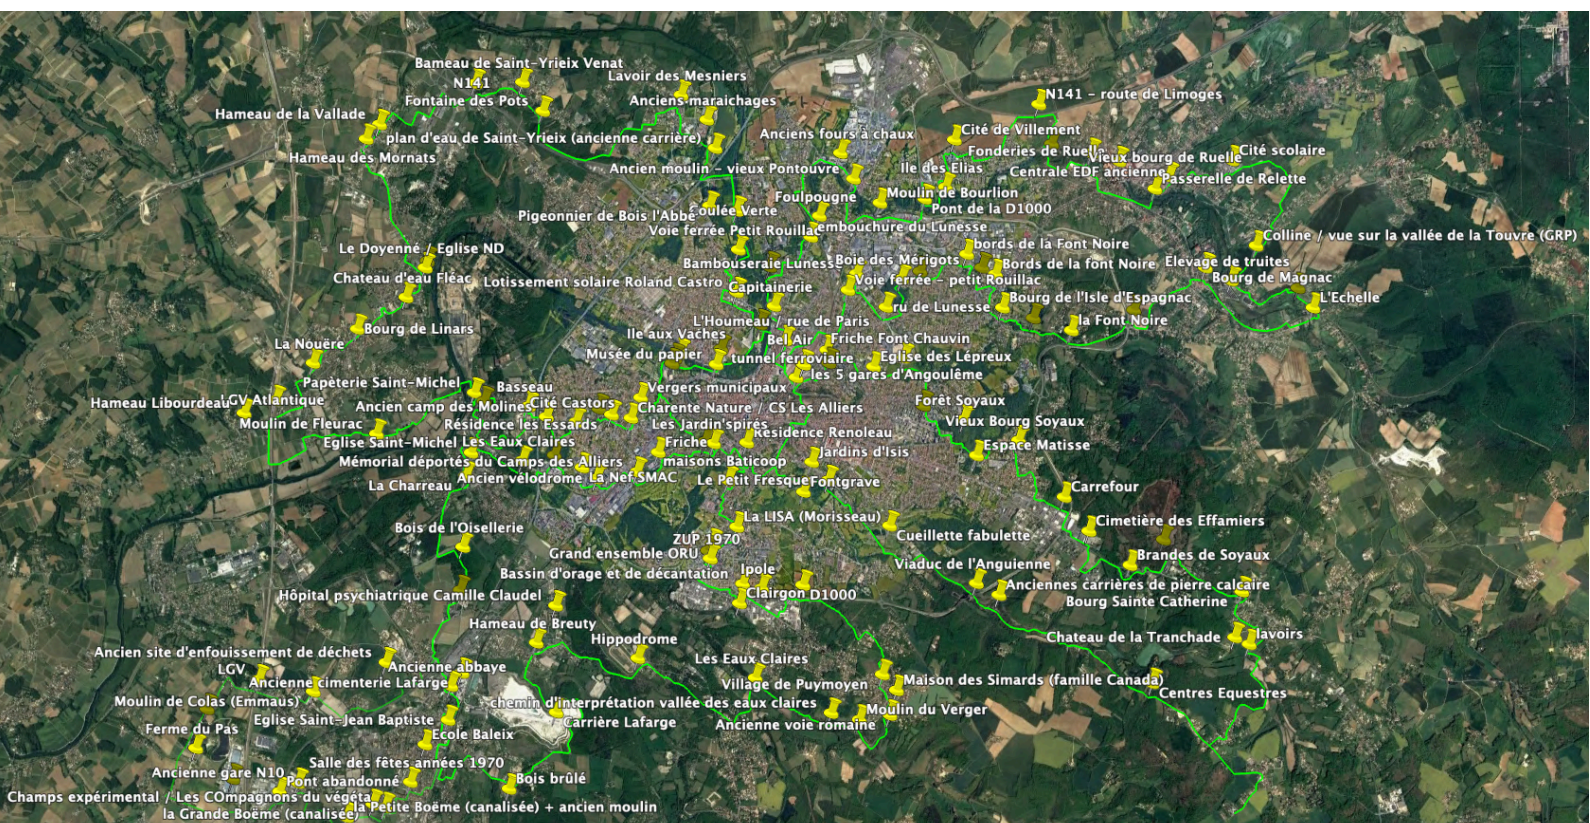 Bameau de Saint-Yrieix Venat
N141
Lavoir des Mesniers
Fontaine des Pots
Anciens maraichages
N141 - route de Limoges
Hameau de la Vallade
plan d'eau de Saint-Yrieix (ancienne carrière)
Anciens fours à chaux
Cité de Villement
Hameau des Mornats
Fonderies de Ruelle
Vieux bourg de Ruelle
Cité scolaire
Ancien moulin - vieux Pontouvre
Ile des Elias
Centrale EDF ancienne
Passerelle de Relette
Foulpougne
Moulin de Bourlion
Pigeonnier de Bois l'Abbé
Coulée Verte
Pont de la D1000
Voie ferrée Petit Rouillac
embouchure du Lunesse
Colline / vue sur la vallée de la Touvre (GRP)
Le Doyenné / Eglise ND
bords de la Font Noire
Bambouseraie Lunesse
Boie des Mérigots
Bords de la font Noire
Elevage de truites
Chateau d'eau Fléac
Lotissement solaire Roland Castro
Capitainerie
Voie ferrée - petit Rouillac
Bourg de Magnac
ru de Lunesse
Bourg de l'Isle d'Espagnac
L'Echelle
Bourg de Linars
L'Houmeau / rue de Paris
la Font Noire
Ile aux Vaches
Bel Air
Friche Font Chauvin
La Nouère
Musée du papier
tunnel ferroviaire
Eglise des Lépreux
les 5 gares d'Angoulême
Papèterie Saint-Michel
Basseau
Vergers municipaux
Hameau Libourdeau
LGV Atlantique
Ancien camp des Molines
Cité Castors
Charente Nature / CS Les Alliers
Forêt Soyaux
Moulin de Fleurac
Résidence les Essards
Les Jardin'spirés
Residence Renoleau
Vieux Bourg Soyaux
Eglise Saint-Michel
Les Eaux Claires
Friche
Espace Matisse
Mémorial déportés du Camps des Alliers
maisons Baticoop
Jardins d'Isis
La Charreau
Ancien vélodrome
La Nef SMAC
Le Petit Fresque
Fontgrave
Carrefour
Bois de l'Oisellerie
La LISA (Morisseau)
Cimetière des Effamiers
ZUP 1970
Cueillette fabulette
Grand ensemble ORU
Brandes de Soyaux
Bassin d'orage et de décantation
Ipole
Viaduc de l'Anguienne
Anciennes carrières de pierre calcaire
Hôpital psychiatrique Camille Claudel
Clairgon
D1000
Bourg Sainte Catherine
Hameau de Breuty
Hippodrome
Chateau de la Tranchade
lavoirs
Ancien site d'enfouissement de déchets
Ancienne abbaye
Les Eaux Claires
LGV
Ancienne cimenterie Lafarge
Village de Puymoyen
Maison des Simards (famille Canada)
Centres Equestres
Moulin de Colas (Emmaus)
chemin d'interprétation vallée des eaux claires
Moulin du Verger
Eglise Saint-Jean Baptiste
Carrière Lafarge
Ancienne voie romaine
Ferme du Pas
Ecole Baleix
Salle des fêtes années 1970
Ancienne gare N10
Pont abandonné
Bois brûlé
Champs expérimental / Les COmpagnons du végéta
la Petite Boëme (canalisée) + ancien moulin
la Grande Boëme (canalisée)